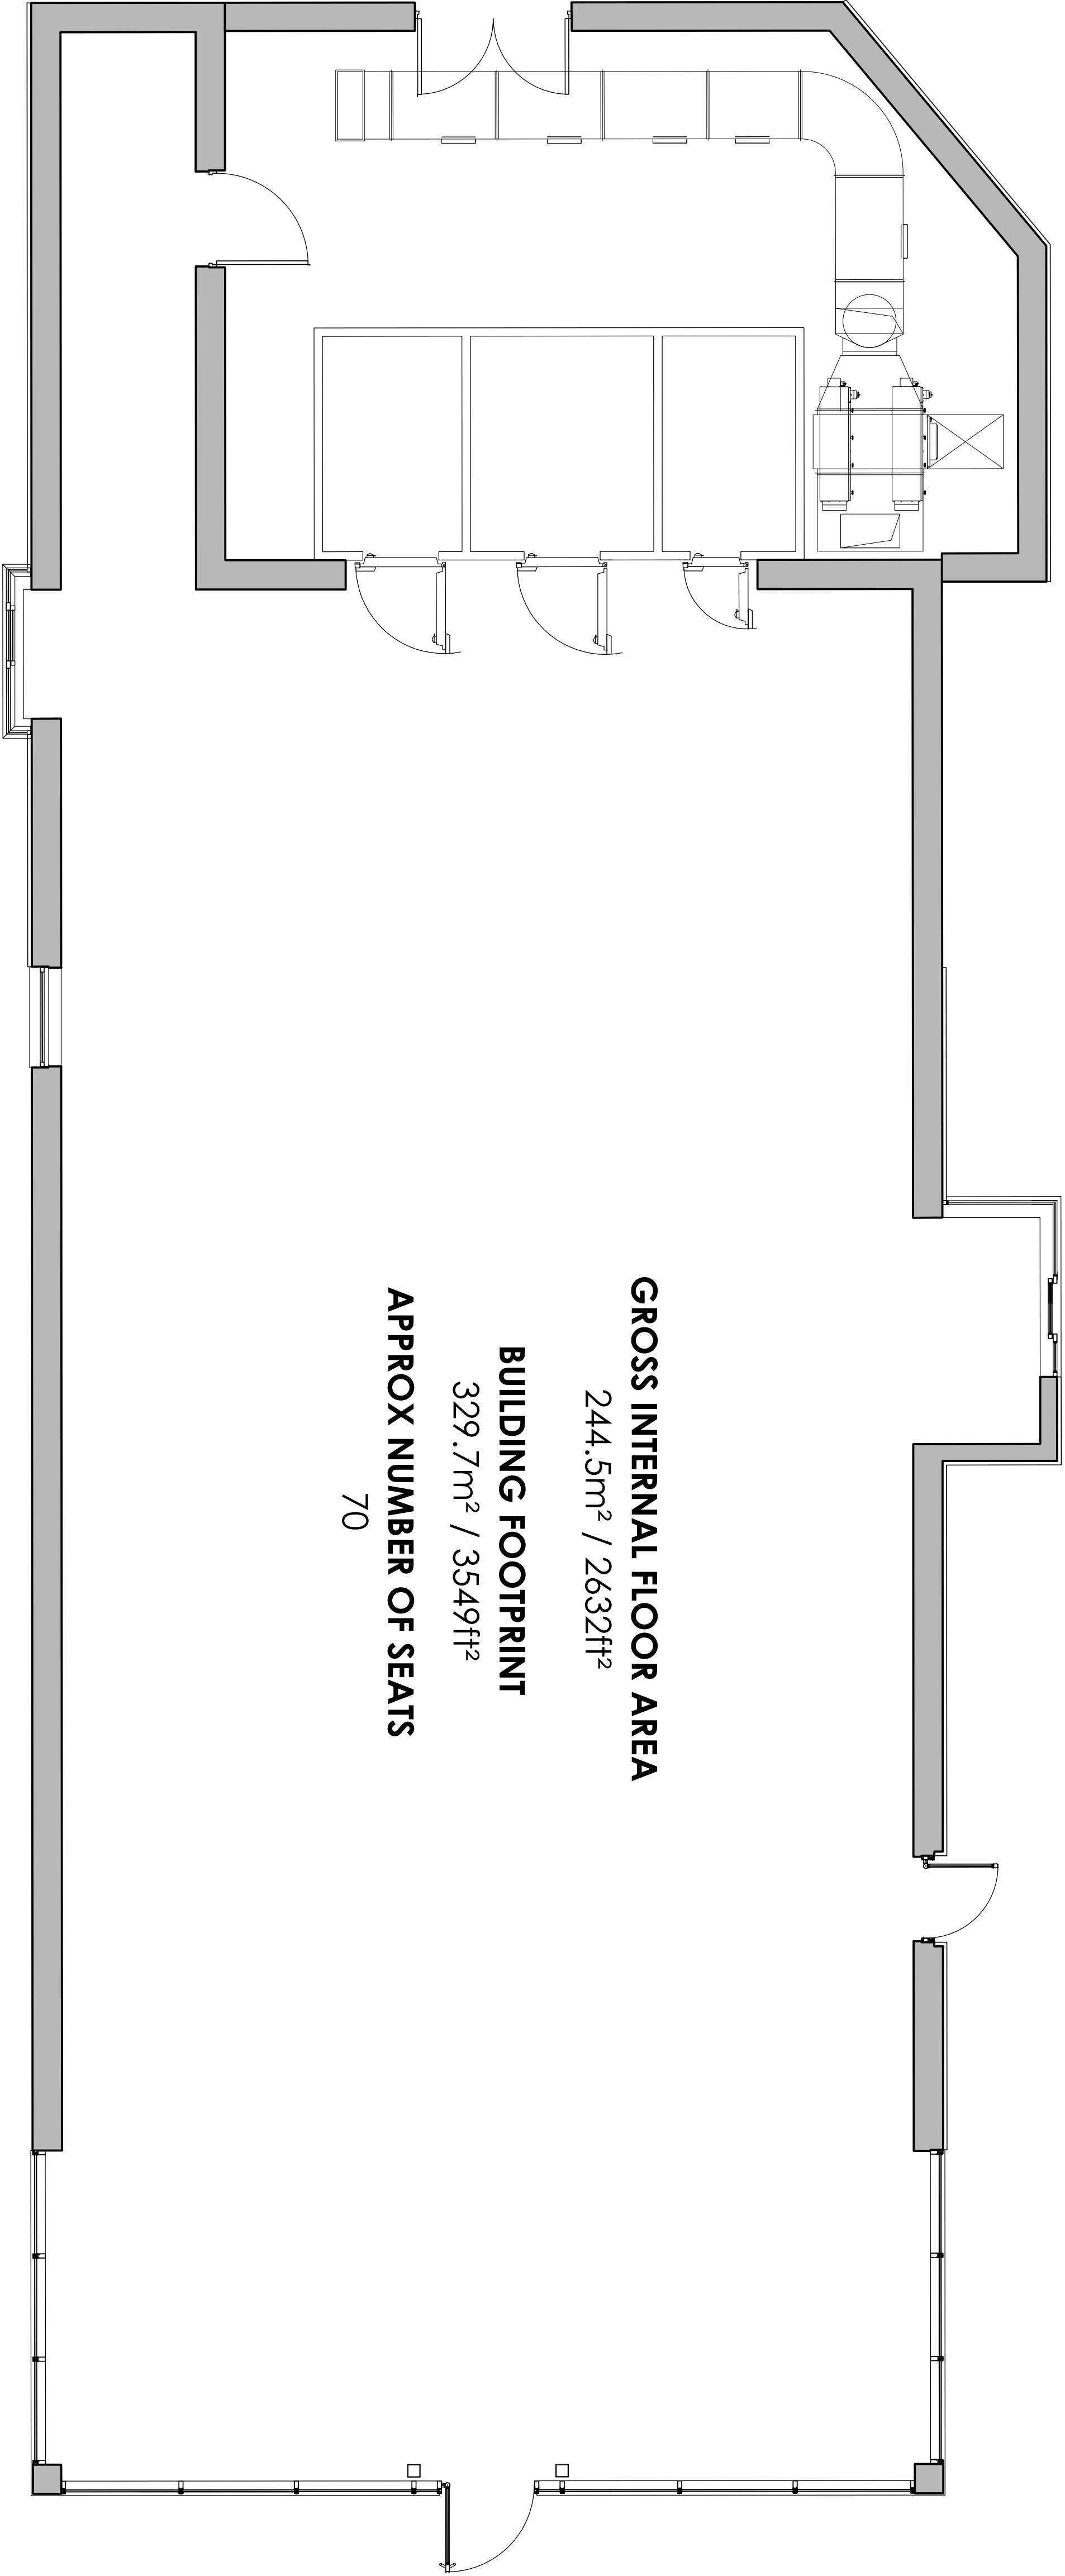 GROSS INTERNAL FLOOR AREA
244.5m² / 2632ft²
BUILDING FOOTPRINT
329.7m² / 3549ft²
APPROX NUMBER OF SEATS
70